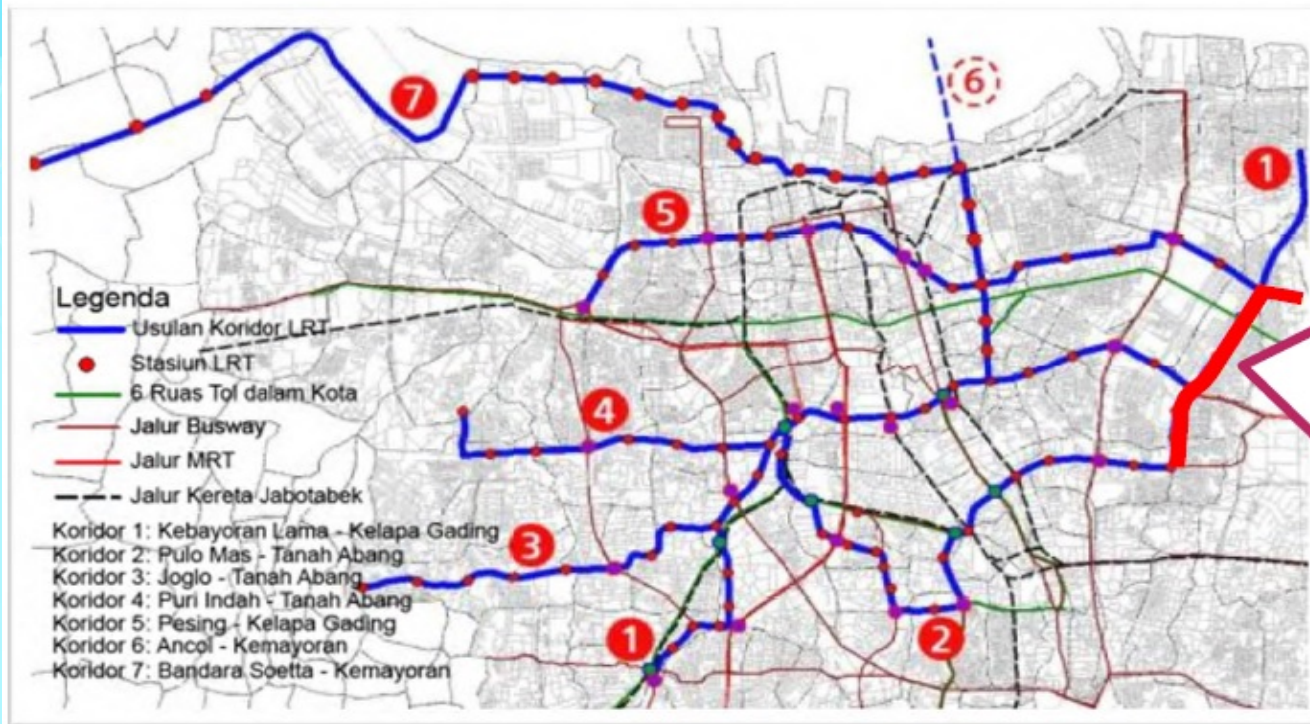 6
7
1
5
Legenda
Usulan Koridor LRT
Stasiun LRT
6 Ruas Tol dalam Kota
4
Jalur Busway
Jalur MRT
Jalur Kereta Jabotabek
Koridor 1: Kebayoran Lama - Kelapa Gading
3
Koridor 2: Pulo Mas - Tanah Abang
Koridor 3: Joglo - Tanah Abang
Koridor 4: Puri Indah - Tanah Abang
Koridor 5: Pesing - Kelapa Gading
1
2
Koridor 6: Ancol - Kemayoran
Koridor 7: Bandara Soetta - Kemayoran